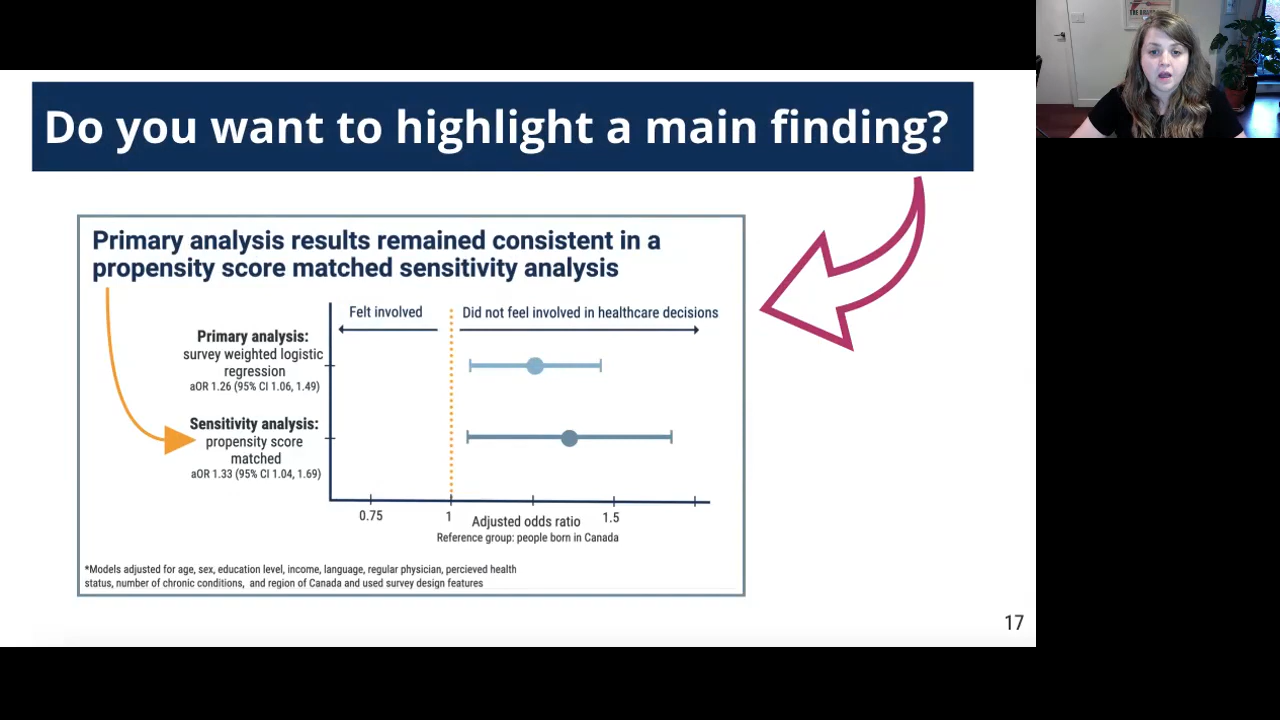 Do you want to highlight a main finding?
Primary analysis results remained consistent in a
propensity score matched sensitivity analysis
Felt involved
Did not feel involved in healthcare decisions
Primary analysis:
survey weighted logistic
regression
aOR 1.26 (95% CI 1.06, 1.49)
Sensitivity analysis:
propensity score
matched
aOR 1.33 (95% CI 1.04, 1.69)
0.75
1
1.5
Adjusted odds ratio
Reference group: people born in Canada
*Models adjusted for age, sex, education level, income, language, regular physician, percieved health
status, number of chronic conditions, and region of Canada and used survey design features
17